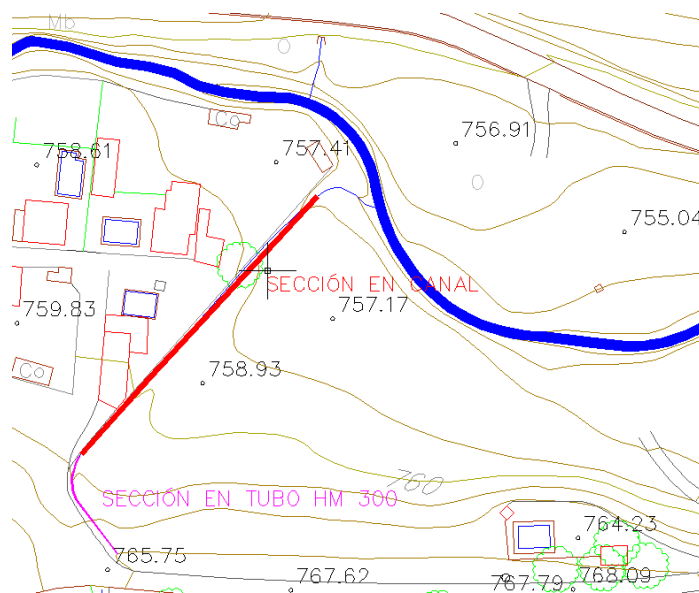 Mb
O
Co
757.41
756.91
758.61
O
755.04
SECCIÓN EN CANAL
757.17
759.83
Co
758.93
760
SECCIÓN EN TUBO HM 300
764.23
765.75
767.62
767.79
768.09